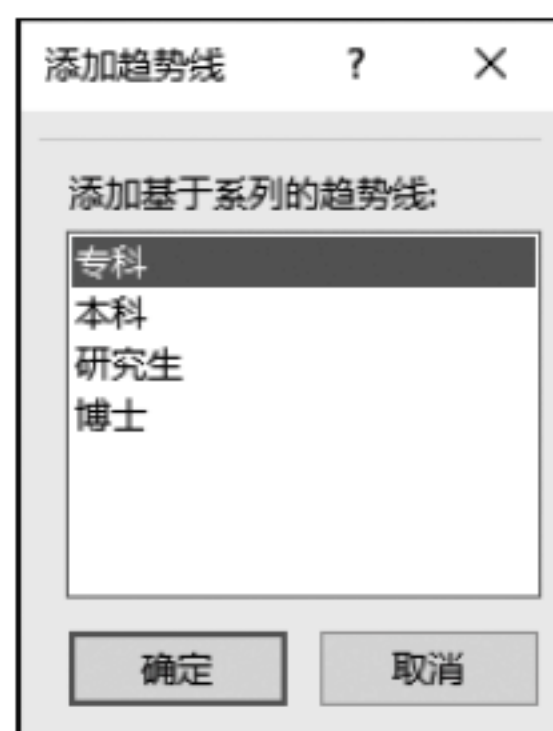 添加趋势线 ? ×
添加基于系列的趋势线:
专科
本科
研究生
博士
确定 取消